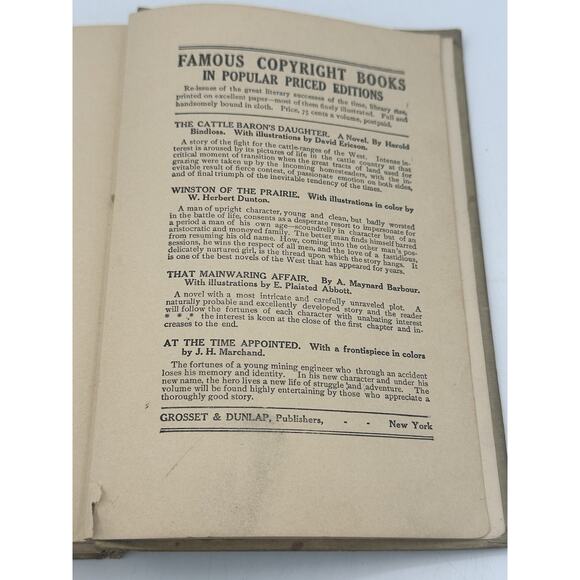 FAMOUS COPYRIGHT BOOKS
IN POPULAR PRICED EDITIONS
Re-issues of the great literary successes of the time, library size,
printed on excellent paper—most of them finely illustrated. Full and
handsomely bound in cloth. Price, 75 cents a volume, postpaid.
THE CATTLE BARON'S DAUGHTER. A Novel. By Harold
Bindloss. With illustrations by David Ericson.
A story of the fight for the cattle-ranges of the West. Intense in-
terest is aroused by its pictures of life in the cattle country at that
critical moment of transition when the great tracts of land used for
grazing were taken up by the incoming homesteaders, with the in-
evitable result of fierce contest, of passionate emotion on both sides,
and of final triumph of the inevitable tendency of the times.
WINSTON OF THE PRAIRIE. With illustrations in color by
W. Herbert Dunton.
A man of upright character, young and clean, but badly worsted
in the battle of life, consents as a desperate resort to impersonate for
a period a man of his own age—scoundrelly in character but of an
aristocratic and moneyed family. The better man finds himself barred
from resuming his old name. How, coming into the other man's pos-
sessions, he wins the respect of all men, and the love of a fastidious,
delicately nurtured girl, is the thread upon which the story hangs. It
is one of the best novels of the West that has appeared for years.
THAT MAINWARING AFFAIR. By A. Maynard Barbour.
With illustrations by E. Plaisted Abbott.
A novel with a most intricate and carefully unraveled plot. A
naturally probable and excellently developed story and the reader
will follow the fortunes of each character with unabating interest
* * * the interest is keen at the close of the first chapter and in-
creases to the end.
AT THE TIME APPOINTED. With a frontispiece in colors
by J. H. Marchand.
The fortunes of a young mining engineer who through an accident
loses his memory and identity. In his new character and under his
new name, the hero lives a new life of struggle and adventure. The
volume will be found highly entertaining by those who appreciate a
thoroughly good story.
GROSSET & DUNLAP, Publishers, - - New York